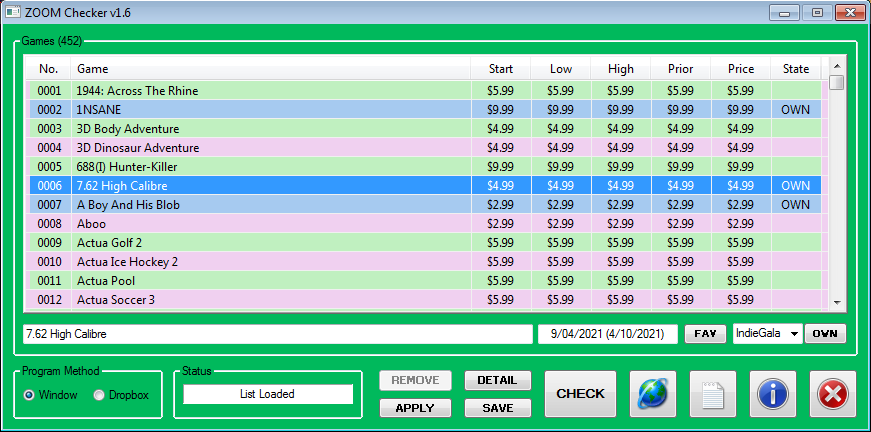 ZOOM Checker v1.6
Games (452)
No. Game Start Low High Prior Price State
0001 1944: Across The Rhine $5.99 $5.99 $5.99 $5.99 $5.99
0002 1NSANE $9.99 $9.99 $9.99 $9.99 $9.99 OWN
0003 3D Body Adventure $4.99 $4.99 $4.99 $4.99 $4.99
0004 3D Dinosaur Adventure $4.99 $4.99 $4.99 $4.99 $4.99
0005 688(I) Hunter-Killer $9.99 $9.99 $9.99 $9.99 $9.99
0006 7.62 High Calibre $4.99 $4.99 $4.99 $4.99 $4.99 OWN
0007 A Boy And His Blob $2.99 $2.99 $2.99 $2.99 $2.99 OWN
0008 Aboo $2.99 $2.99 $2.99 $2.99 $2.99
0009 Actua Golf 2 $5.99 $5.99 $5.99 $5.99 $5.99
0010 Actua Ice Hockey 2 $5.99 $5.99 $5.99 $5.99 $5.99
0011 Actua Pool $5.99 $5.99 $5.99 $5.99 $5.99
0012 Actua Soccer 3 $5.99 $5.99 $5.99 $5.99 $5.99
7.62 High Calibre 9/04/2021 (4/10/2021) FAV IndieGala OWN
Program Method Status
Window Dropbox List Loaded
REMOVE DETAIL CHECK
APPLY SAVE